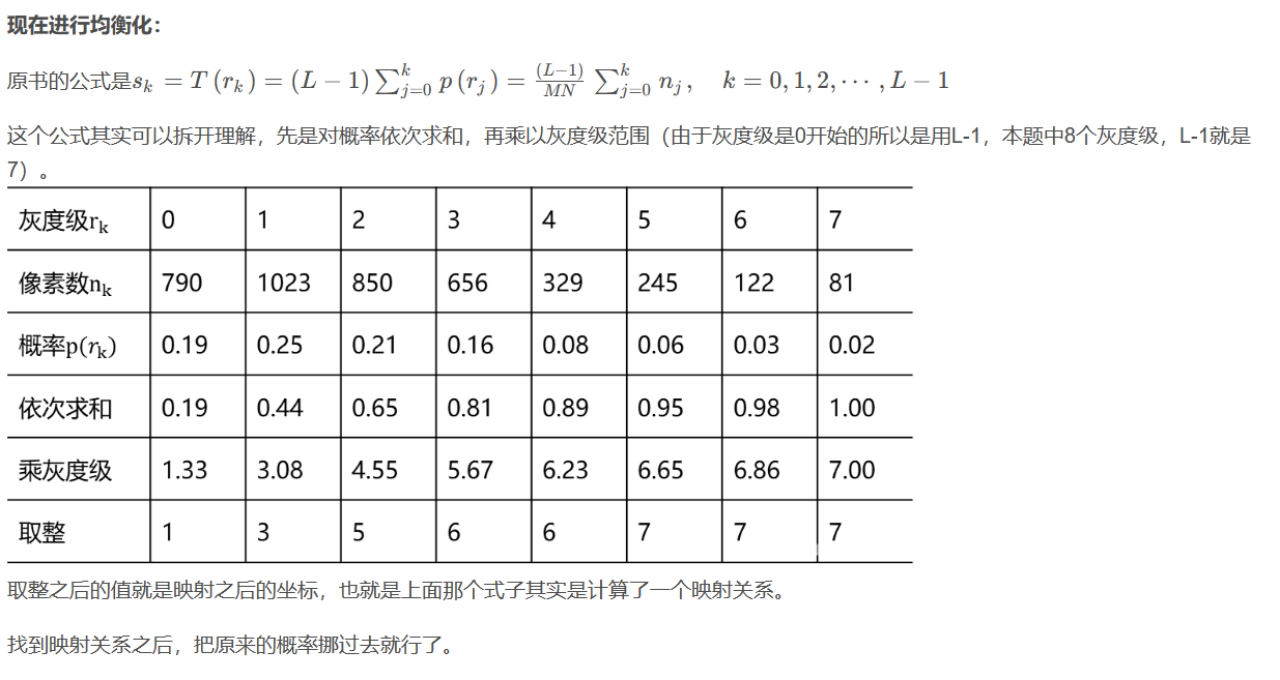 现在进行均衡化：
原书的公式是s_k = T(r_k) = (L − 1) ∑_{j=0}^{k} p(r_j) = \frac{(L−1)}{MN} ∑_{j=0}^{k} n_j, k = 0, 1, 2, ⋯ , L − 1
这个公式其实可以拆开理解，先是对概率依次求和，再乘以灰度级范围（由于灰度级是0开始的所以是用L-1，本题中8个灰度级，L-1就是
7）。
灰度级r_k 0 1 2 3 4 5 6 7
像素数n_k 790 1023 850 656 329 245 122 81
概率p(r_k) 0.19 0.25 0.21 0.16 0.08 0.06 0.03 0.02
依次求和 0.19 0.44 0.65 0.81 0.89 0.95 0.98 1.00
乘灰度级 1.33 3.08 4.55 5.67 6.23 6.65 6.86 7.00
取整 1 3 5 6 6 7 7 7
取整之后的值就是映射之后的坐标，也就是上面那个式子其实是计算了一个映射关系。
找到映射关系之后，把原来的概率挪过去就行了。